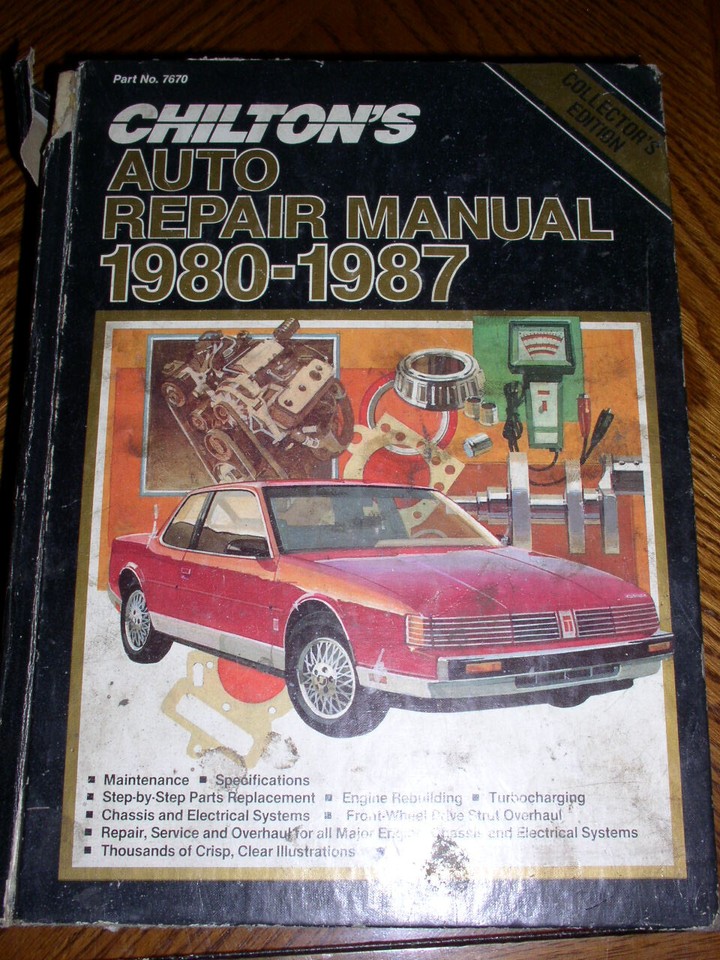 Part No. 7670
COLLECTOR'S
EDITION
CHILTON'S
AUTO
REPAIR MANUAL
1980-1987
▪ Maintenance ▪ Specifications
▪ Step-by-Step Parts Replacement ▪ Engine Rebuilding ▪ Turbocharging
▪ Chassis and Electrical Systems ▪ Front-Wheel Drive Strut Overhaul
▪ Repair, Service and Overhaul for all Major Engine, Chassis and Electrical Systems
▪ Thousands of Crisp, Clear Illustrations